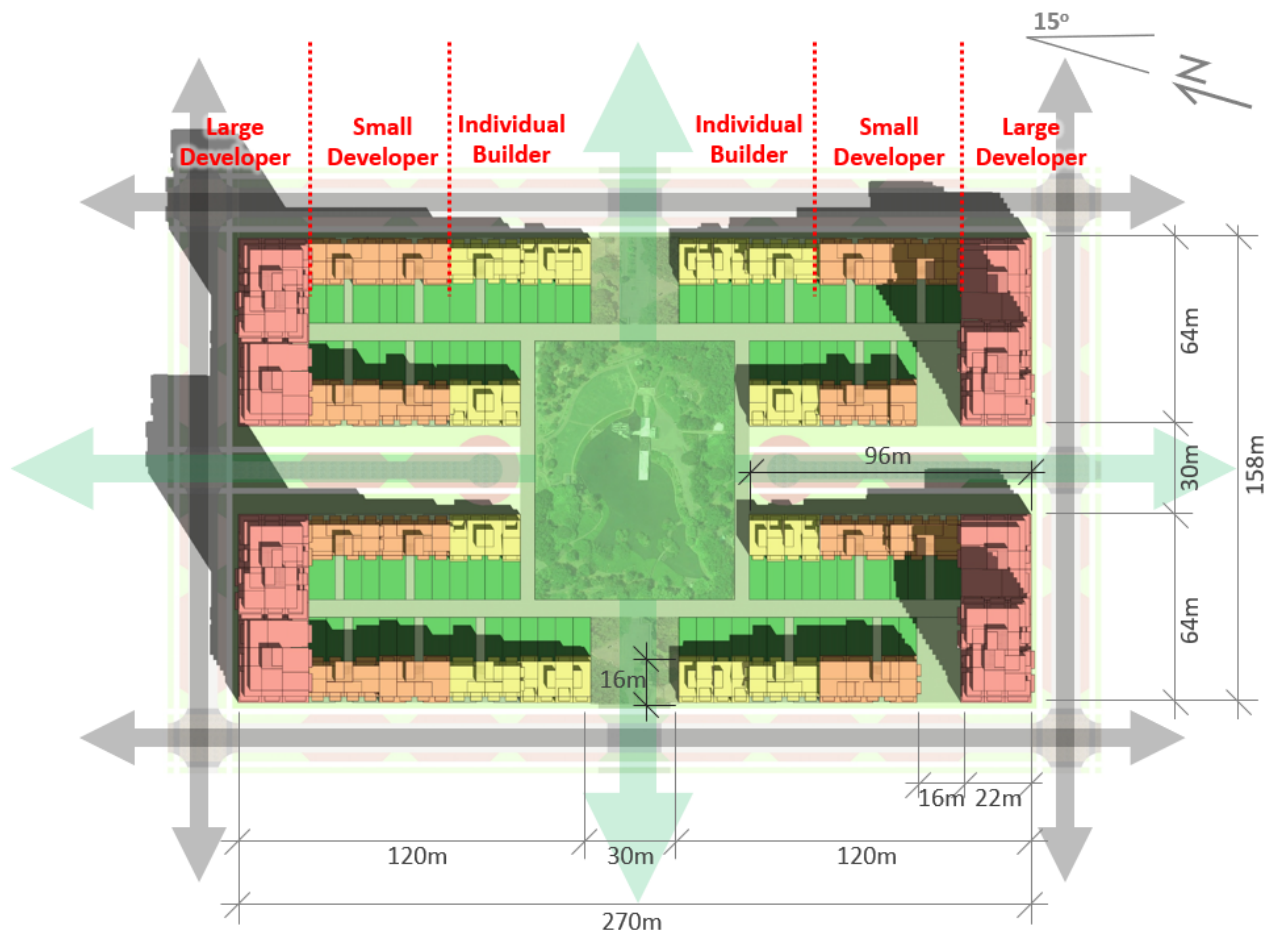 15º
N
Large
Developer
Small
Developer
Individual
Builder
Individual
Builder
Small
Developer
Large
Developer
64m
96m
30m
158m
64m
16m
16m
22m
120m
30m
120m
270m